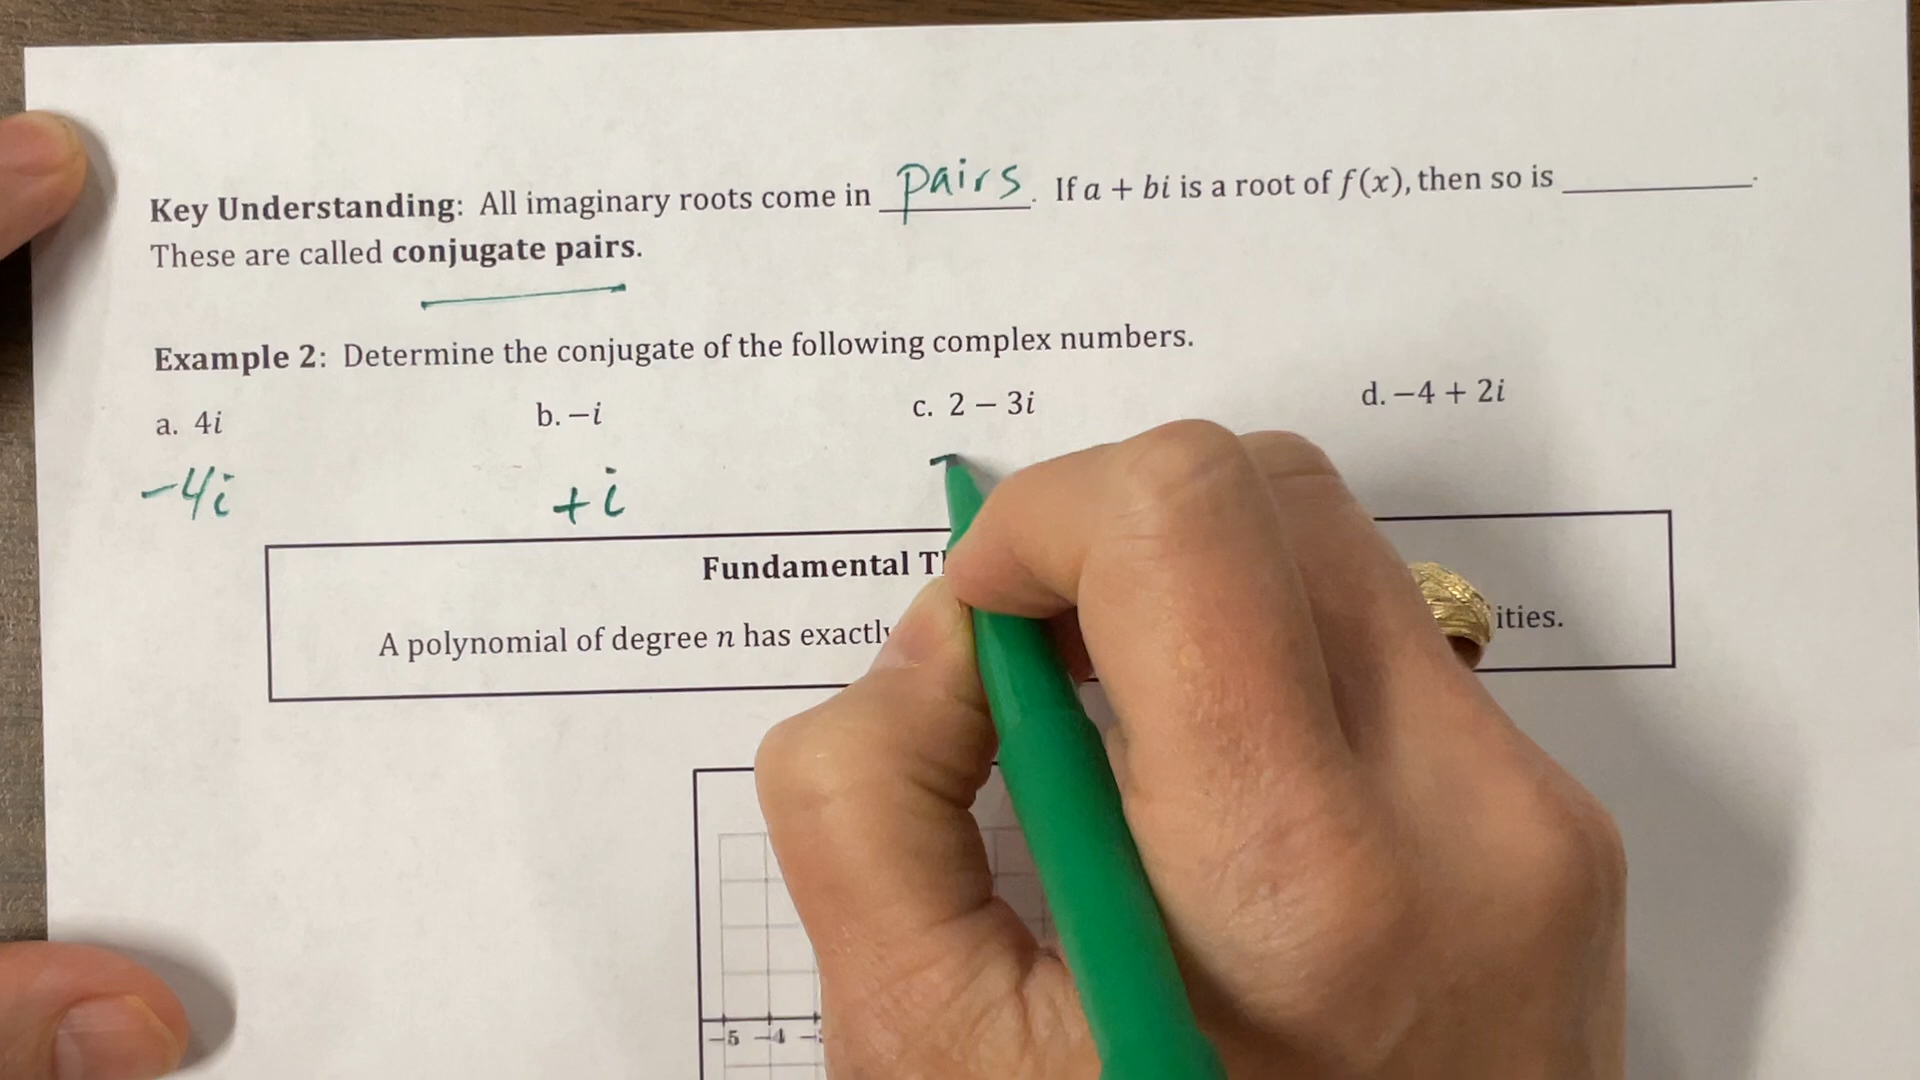 Key Understanding: All imaginary roots come in pairs. If a + bi is a root of f(x), then so is __________.
These are called conjugate pairs.
Example 2: Determine the conjugate of the following complex numbers.
a. 4i b. −i c. 2 − 3i d. −4 + 2i
−4i +i
Fundamental
A polynomial of degree n has exactly
−5 −4